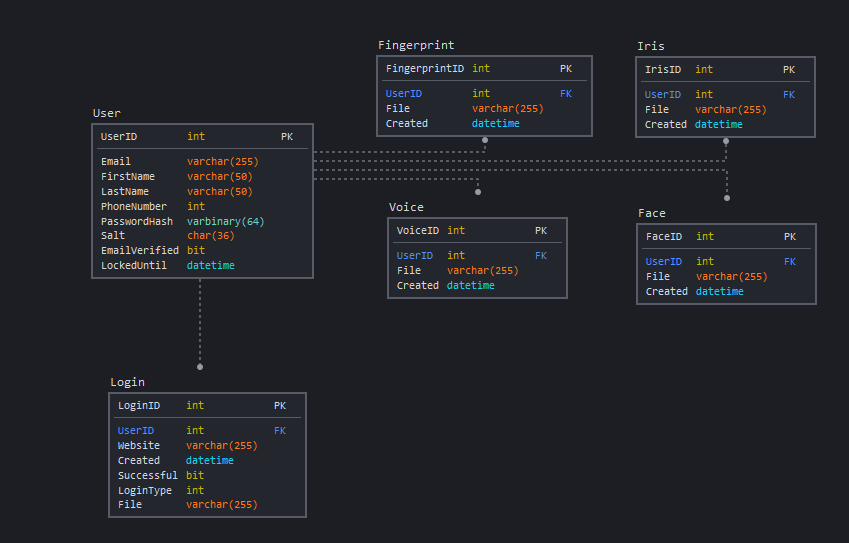 User
UserID int PK
Email varchar(255)
FirstName varchar(50)
LastName varchar(50)
PhoneNumber int
PasswordHash varbinary(64)
Salt char(36)
EmailVerified bit
LockedUntil datetime
Fingerprint
FingerprintID int PK
UserID int FK
File varchar(255)
Created datetime
Iris
IrisID int PK
UserID int FK
File varchar(255)
Created datetime
Voice
VoiceID int PK
UserID int FK
File varchar(255)
Created datetime
Face
FaceID int PK
UserID int FK
File varchar(255)
Created datetime
Login
LoginID int PK
UserID int FK
Website varchar(255)
Created datetime
Successful bit
LoginType int
File varchar(255)